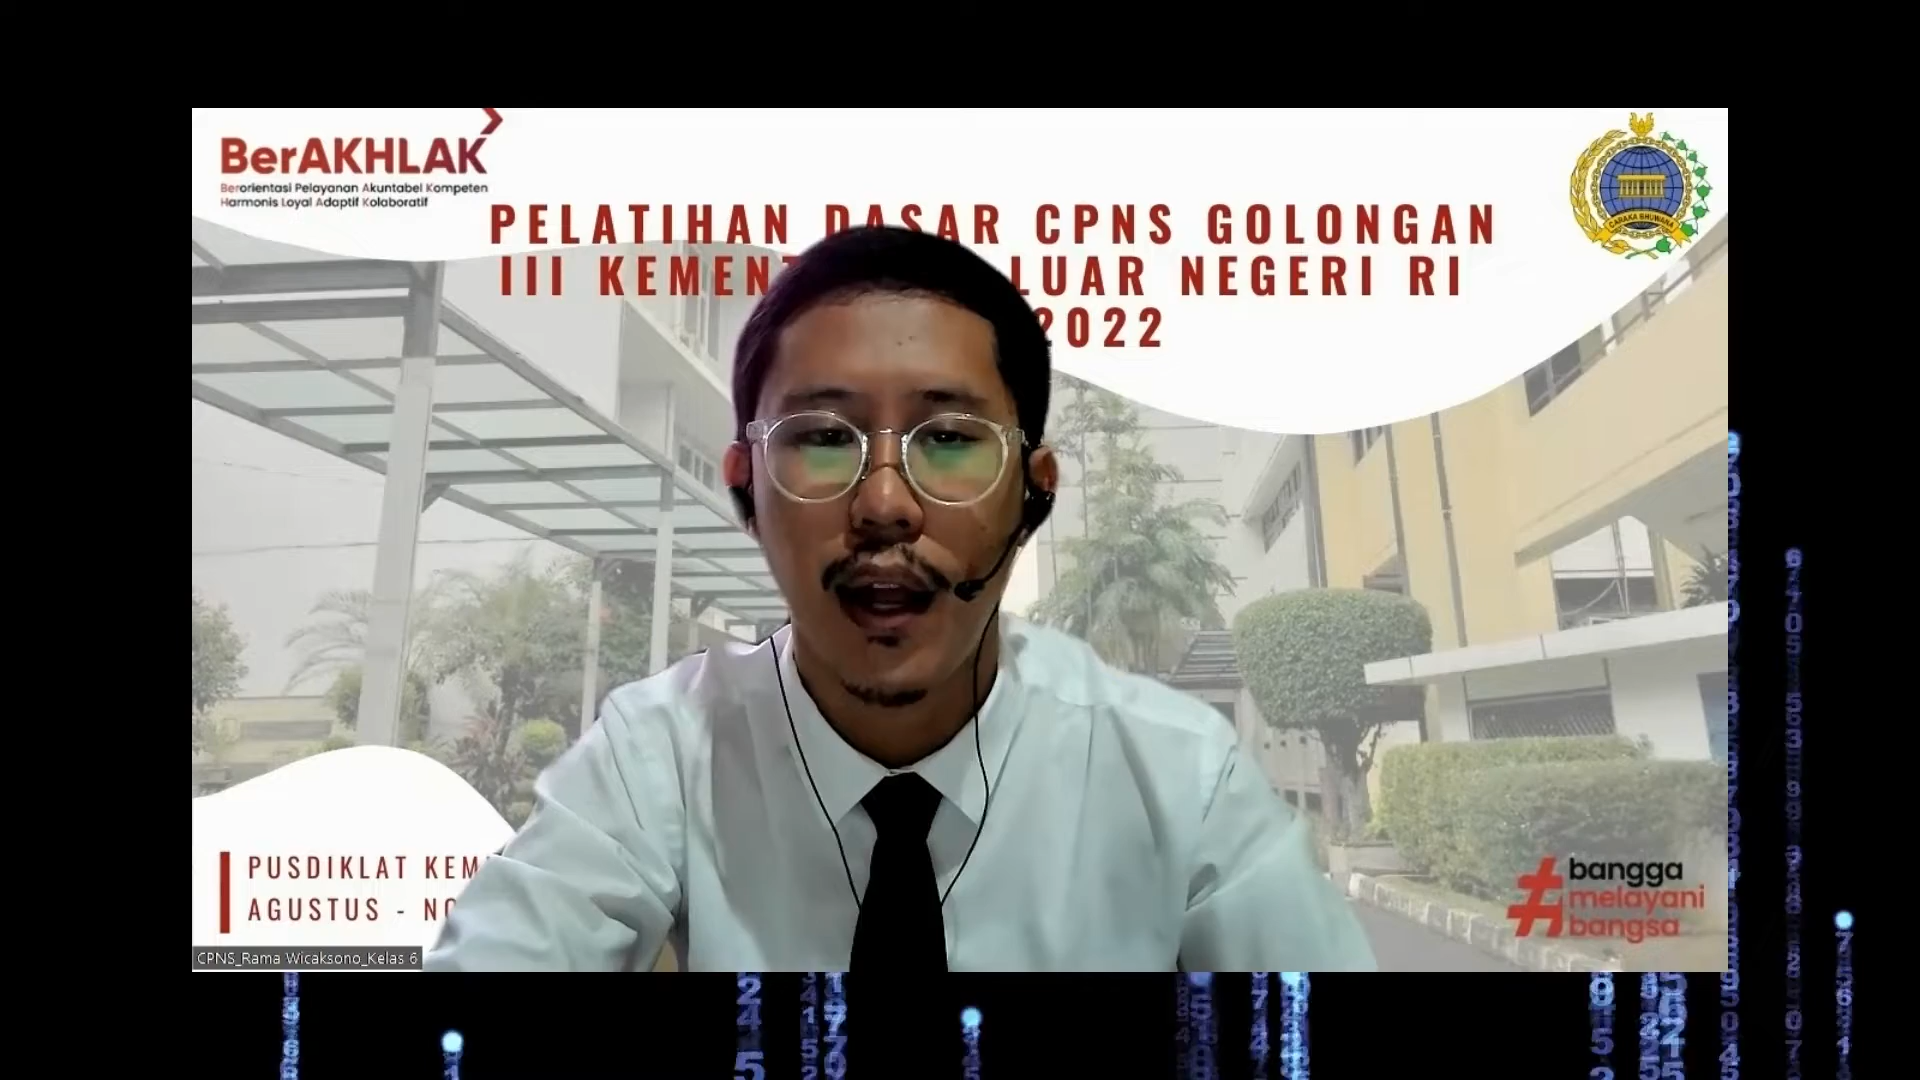 BerAKHLAK
Berorientasi Pelayanan Akuntabel Kompeten
Harmonis Loyal Adaptif Kolaboratif
CARAKA BHUWANA
PELATIHAN DASAR CPNS GOLONGAN
III KEMENT LUAR NEGERI RI
2022
PUSDIKLAT KEM
AGUSTUS - NO
#bangga
melayani
bangsa
CPNS_Rama Wicaksono_Kelas 6